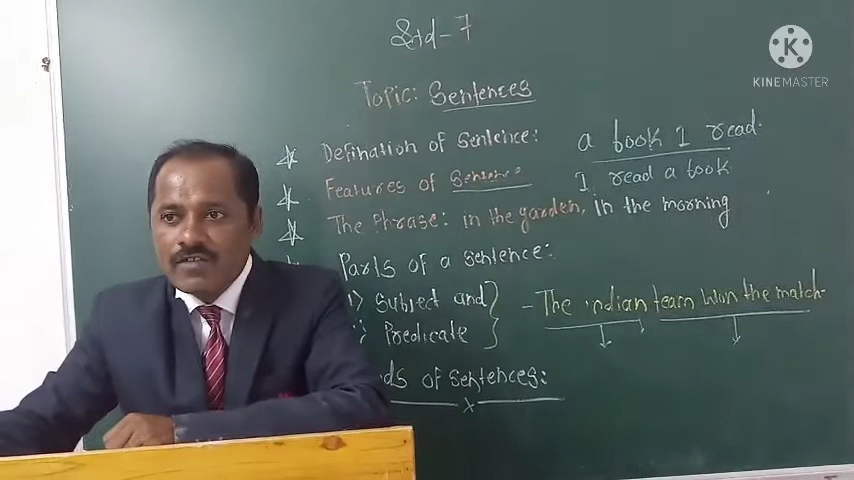 Std-7
K
KINEMASTER
Topic: Sentences
Defination of sentence: a book I read.
Features of sentence: I read a book
The Phrase: in the garden, in the morning
Parts of a sentence:
Subject and
Predicate
- The indian team won the match.
of sentences: